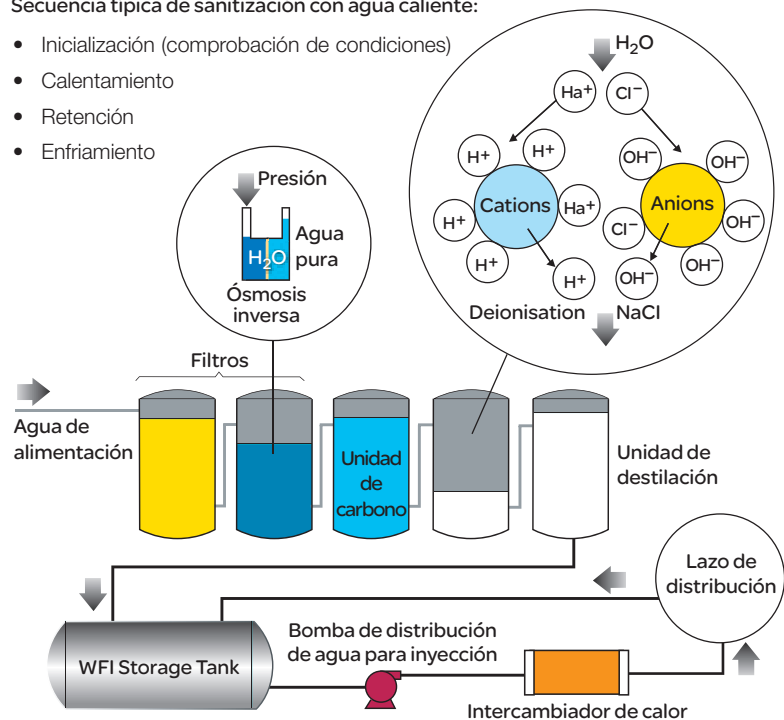 Secuencia típica de sanitización con agua caliente:
• Inicialización (comprobación de condiciones)
• Calentamiento
• Retención
• Enfriamiento
H₂O
Ha⁺
Cl⁻
H⁺
H⁺
OH⁻
OH⁻
H⁺
Cations
Ha⁺
Anions
Cl⁻
OH⁻
H⁺
OH⁻
H⁺
OH⁻
Deionisation
NaCl
Presión
H₂O
Agua
pura
Ósmosis
inversa
Filtros
Agua de
alimentación
Unidad
de
carbono
Unidad de
destilación
Lazo de
distribución
WFI Storage Tank
Bomba de distribución
de agua para inyección
Intercambiador de calor